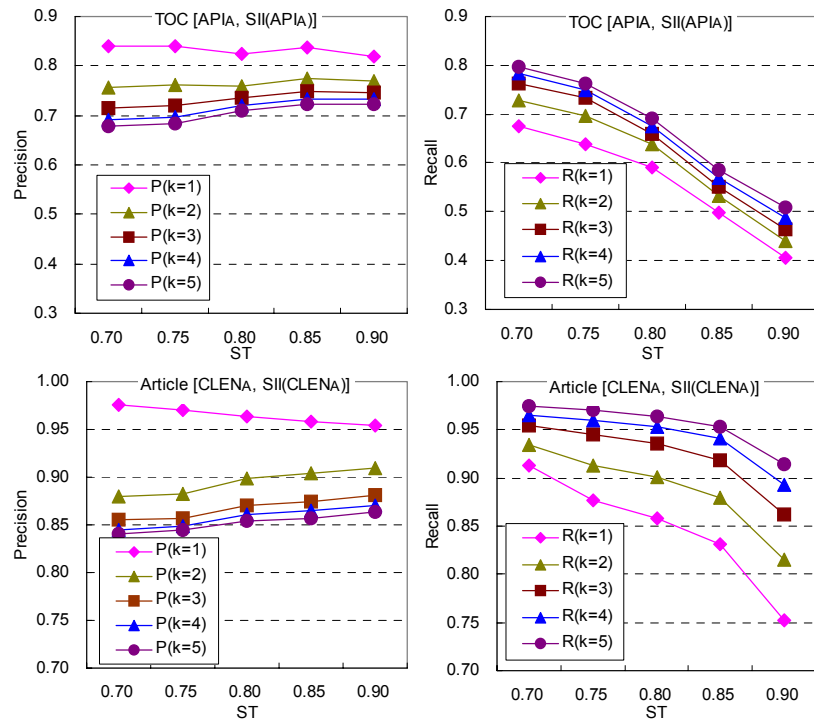 TOC [APIA, SII(APIA)]
Precision
0.9
0.8
0.7
0.6
0.5
0.4
0.3
P(k=1)
P(k=2)
P(k=3)
P(k=4)
P(k=5)
0.70 0.75 0.80 0.85 0.90
ST
TOC [APIA, SII(APIA)]
Recall
0.9
0.8
0.7
0.6
0.5
0.4
0.3
R(k=1)
R(k=2)
R(k=3)
R(k=4)
R(k=5)
0.70 0.75 0.80 0.85 0.90
ST
Article [CLENA, SII(CLENA)]
Precision
1.00
0.95
0.90
0.85
0.80
0.75
0.70
P(k=1)
P(k=2)
P(k=3)
P(k=4)
P(k=5)
0.70 0.75 0.80 0.85 0.90
ST
Article [CLENA, SII(CLENA)]
Recall
1.00
0.95
0.90
0.85
0.80
0.75
0.70
R(k=1)
R(k=2)
R(k=3)
R(k=4)
R(k=5)
0.70 0.75 0.80 0.85 0.90
ST